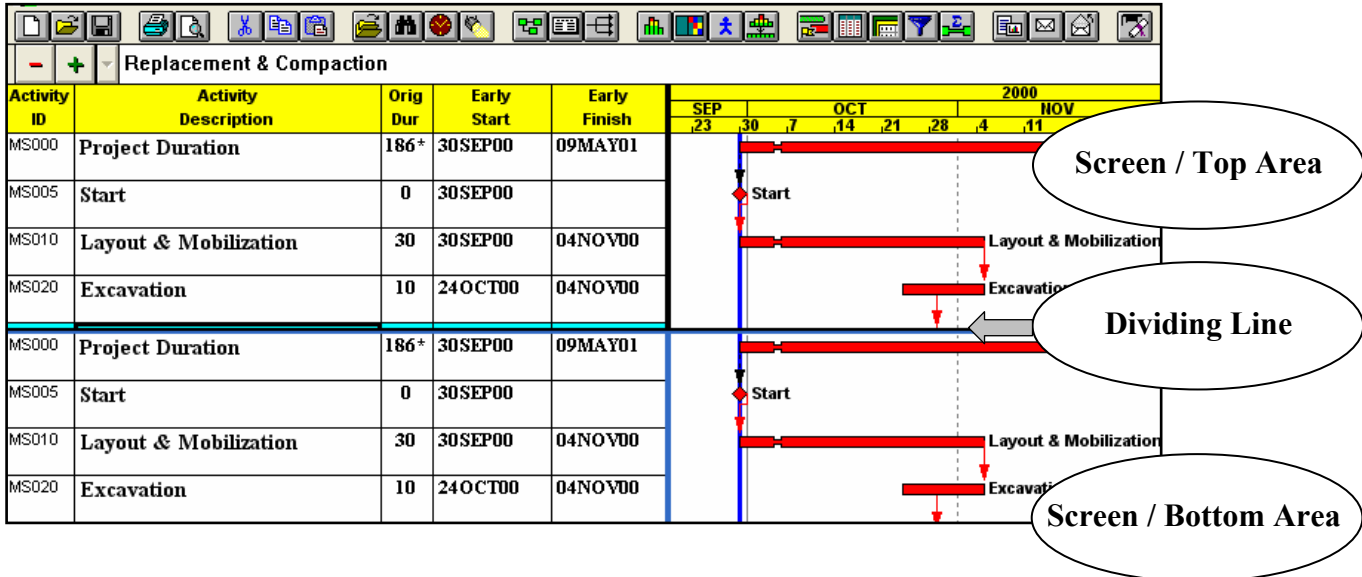 Replacement & Compaction
Activity ID Activity Description Orig Dur Early Start Early Finish 2000
SEP OCT NOV
23 30 7 14 21 28 4 11
MS000 Project Duration 186* 30SEP00 09MAY01
Screen / Top Area
MS005 Start 0 30SEP00 Start
MS010 Layout & Mobilization 30 30SEP00 04NOV00 Layout & Mobilization
MS020 Excavation 10 24OCT00 04NOV00 Excavation
Dividing Line
MS000 Project Duration 186* 30SEP00 09MAY01
MS005 Start 0 30SEP00 Start
MS010 Layout & Mobilization 30 30SEP00 04NOV00 Layout & Mobilization
MS020 Excavation 10 24OCT00 04NOV00 Excavati
Screen / Bottom Area